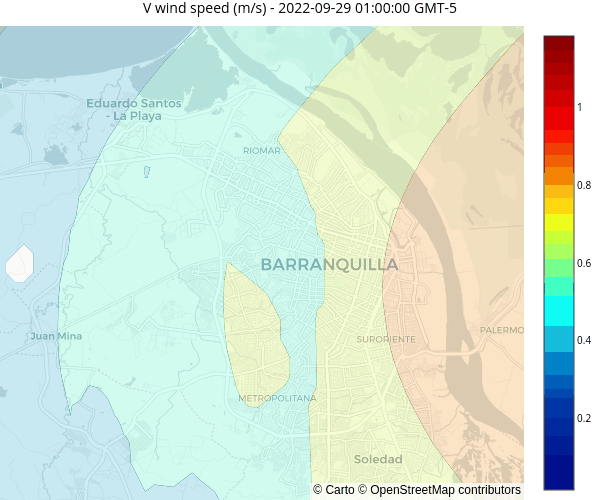 V wind speed (m/s) - 2022-09-29 01:00:00 GMT-5
Eduardo Santos
- La Playa
RIOMAR
BARRANQUILLA
Juan Mina
SURORIENTE
PALERMO
METROPOLITANA
Soledad
© Carto © OpenStreetMap contributors
1
0.8
0.6
0.4
0.2